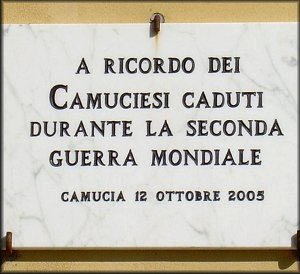 A RICORDO DEI
CAMUCIESI CADUTI
DURANTE LA SECONDA
GUERRA MONDIALE
CAMUCIA 12 OTTOBRE 2005